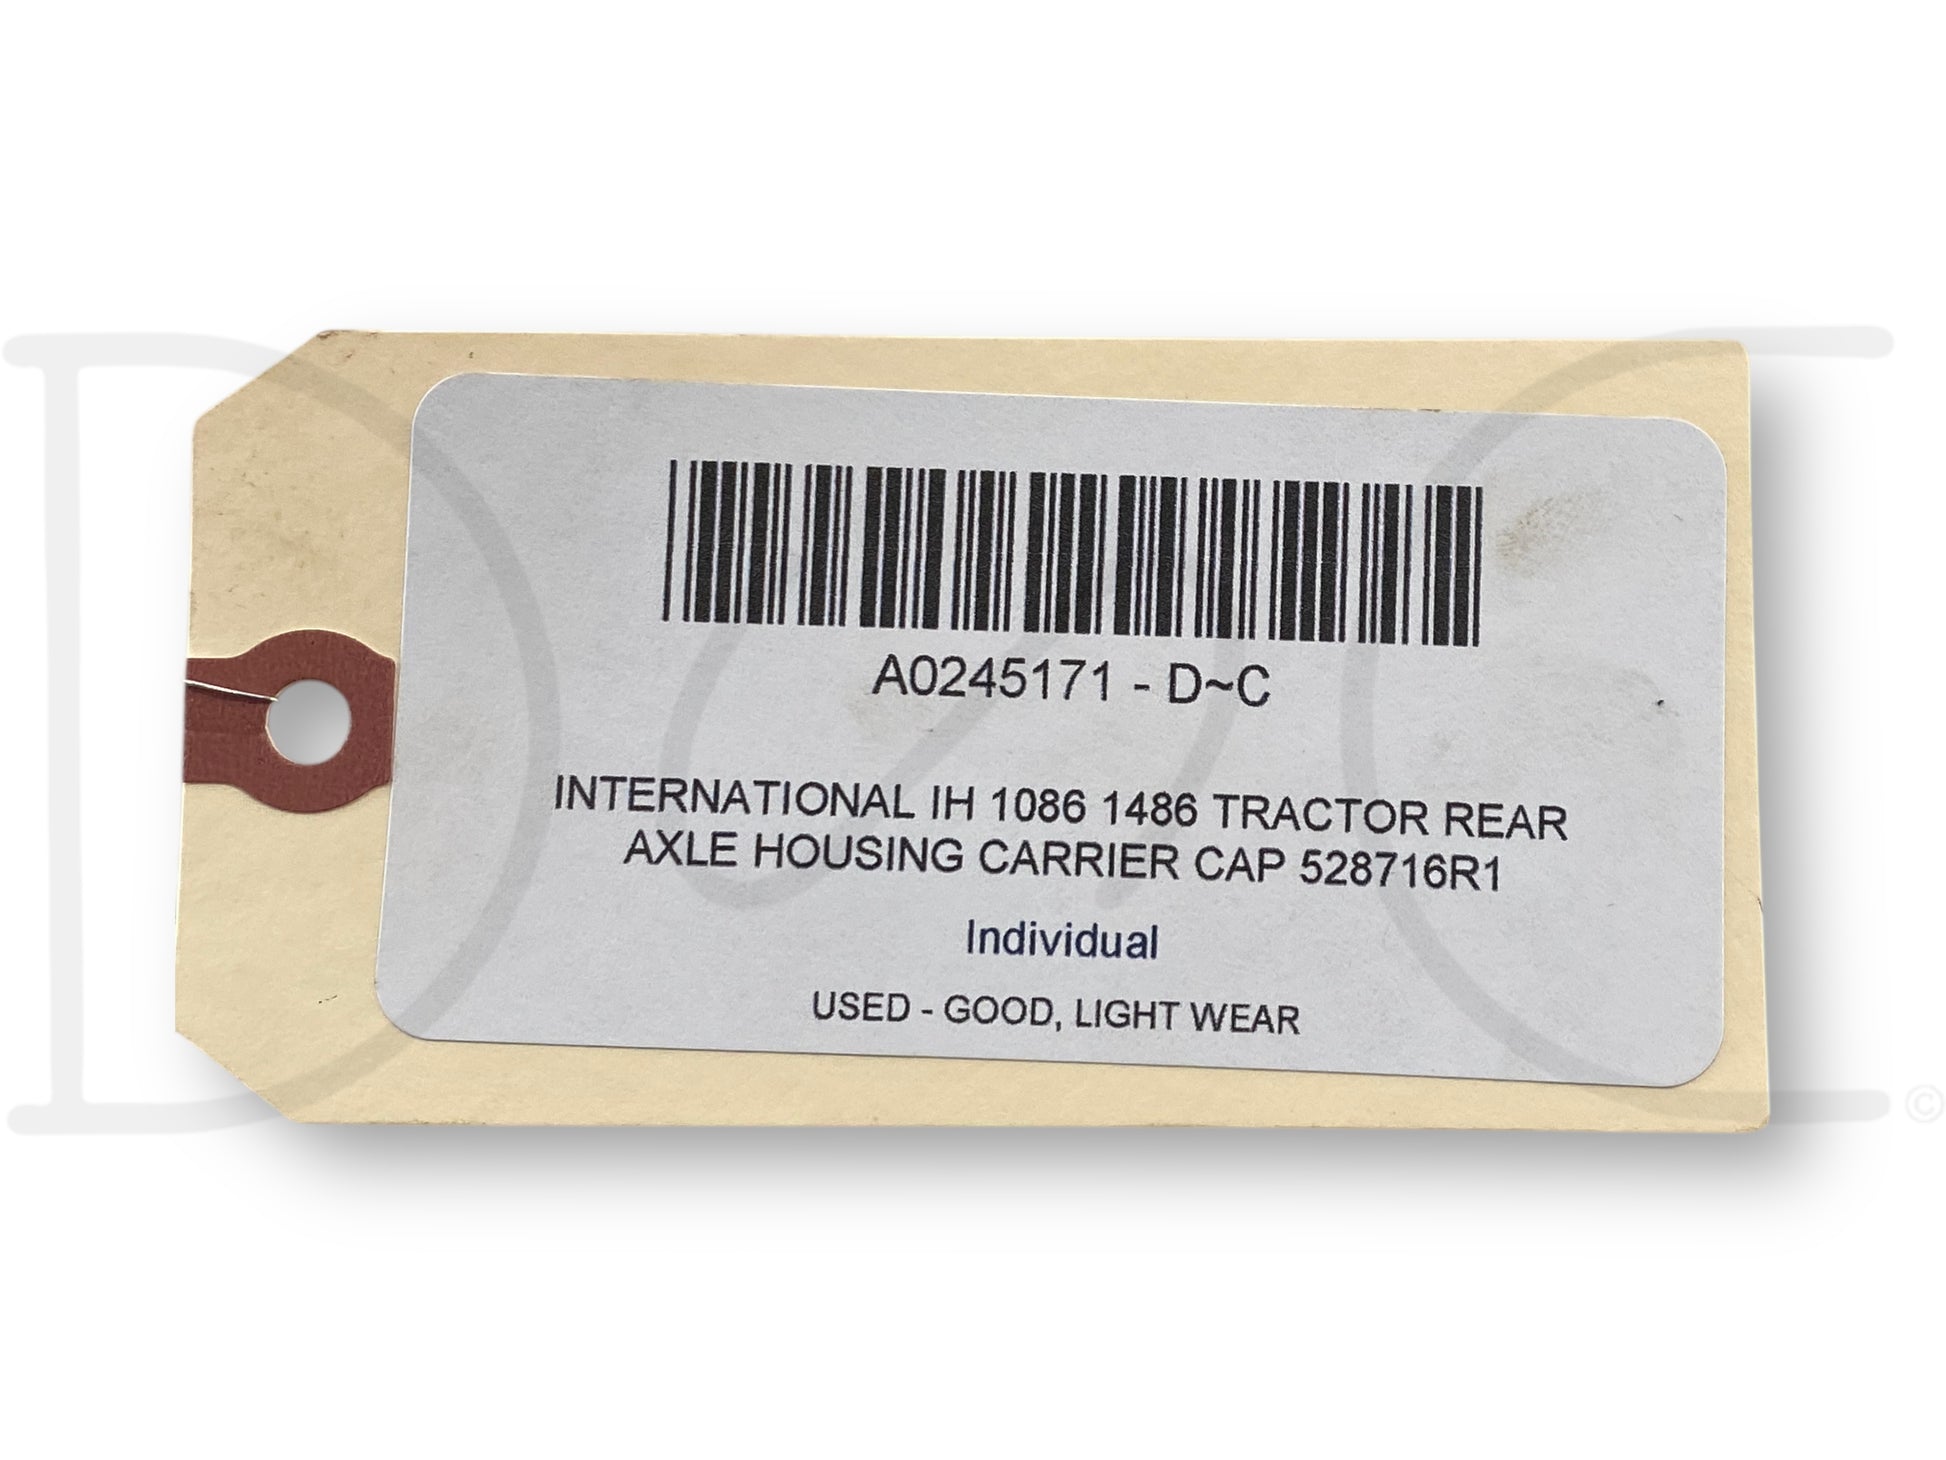 A0245171 - D~C
INTERNATIONAL IH 1086 1486 TRACTOR REAR
AXLE HOUSING CARRIER CAP 528716R1
Individual
USED - GOOD, LIGHT WEAR
D~C
©